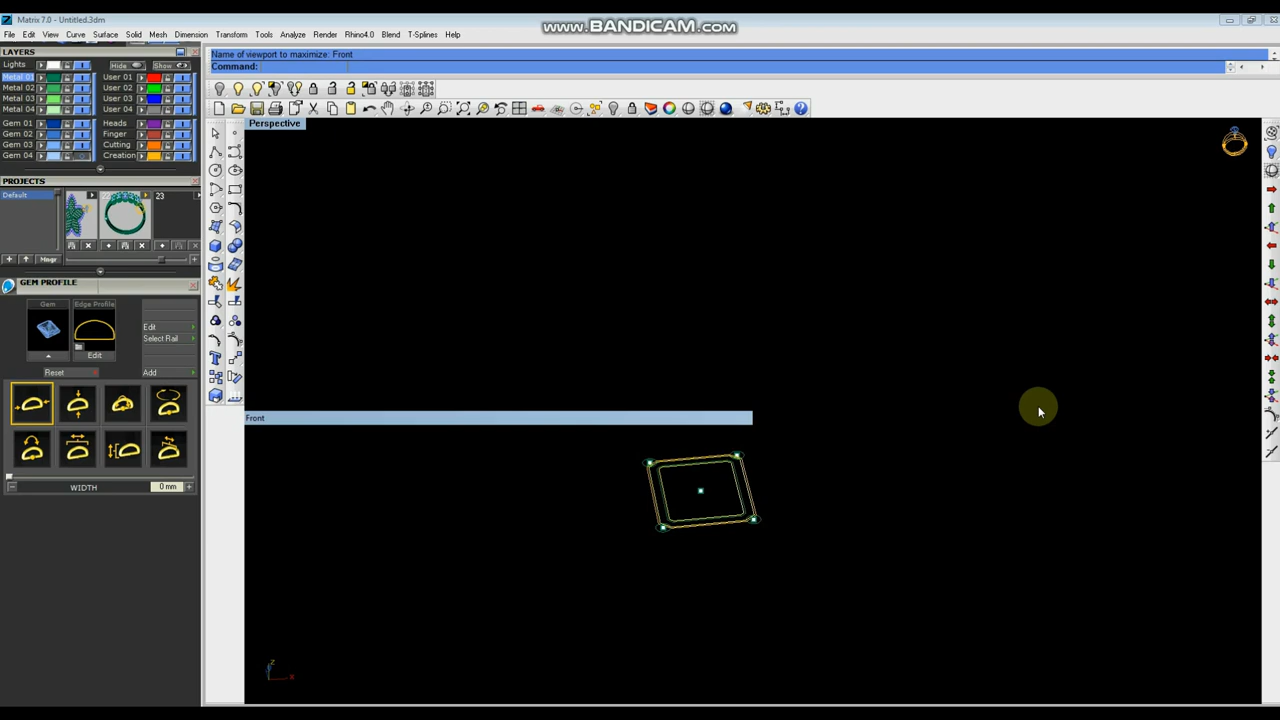 Matrix 7.0 - Untitled.3dm
www.BANDICAM.com
File Edit View Curve Surface Solid Mesh Dimension Transform Tools Analyze Render Rhino4.0 Blend T-Splines
LAYERS
Name of viewport to maximize: Front
Command:
Lights Hide Show
Metal 01 User 01
Metal 02 User 02
Metal 03 User 03
Metal 04 User 04
Gem 01 Heads
Gem 02 Finger
Gem 03 Cutting
Gem 04 Creation
Perspective
PROJECTS
Default
23
Mngr
GEM PROFILE
Gem Edge Profile
Edit
Select Rail
Edit
Reset Add
Front
WIDTH 0 mm
z
x